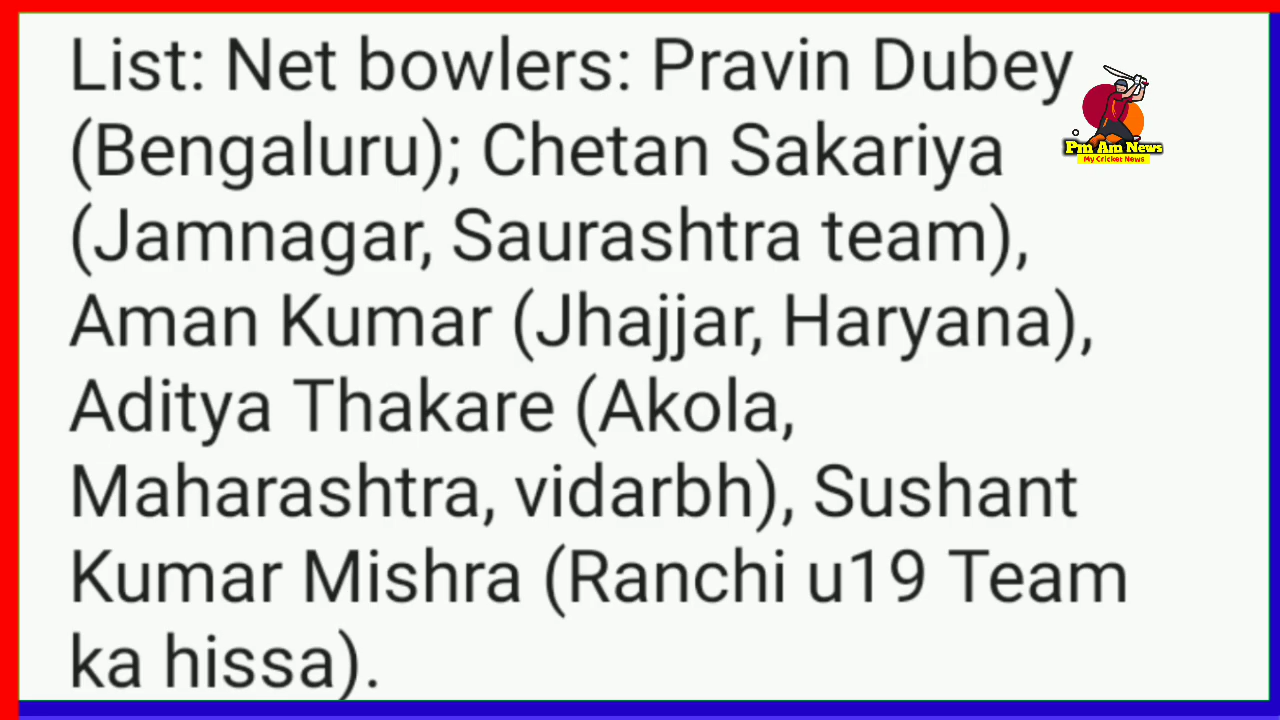 List: Net bowlers: Pravin Dubey
(Bengaluru); Chetan Sakariya
(Jamnagar, Saurashtra team),
Aman Kumar (Jhajjar, Haryana),
Aditya Thakare (Akola,
Maharashtra, vidarbh), Sushant
Kumar Mishra (Ranchi u19 Team
ka hissa).
Pm Am News
My Cricket News